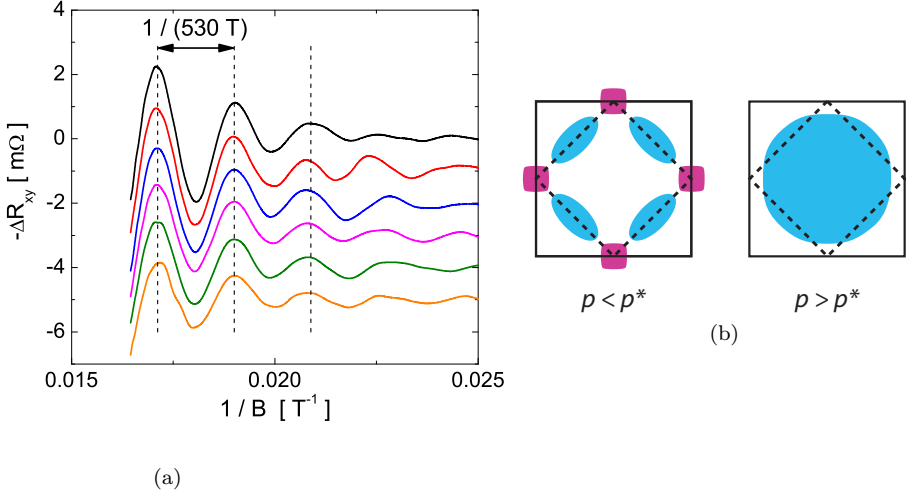 4
1 / (530 T)
2
0
-2
-4
-6
-ΔR_xy [ mΩ ]
0.015
0.020
0.025
1 / B [ T⁻¹ ]
(a)
p < p*
p > p*
(b)